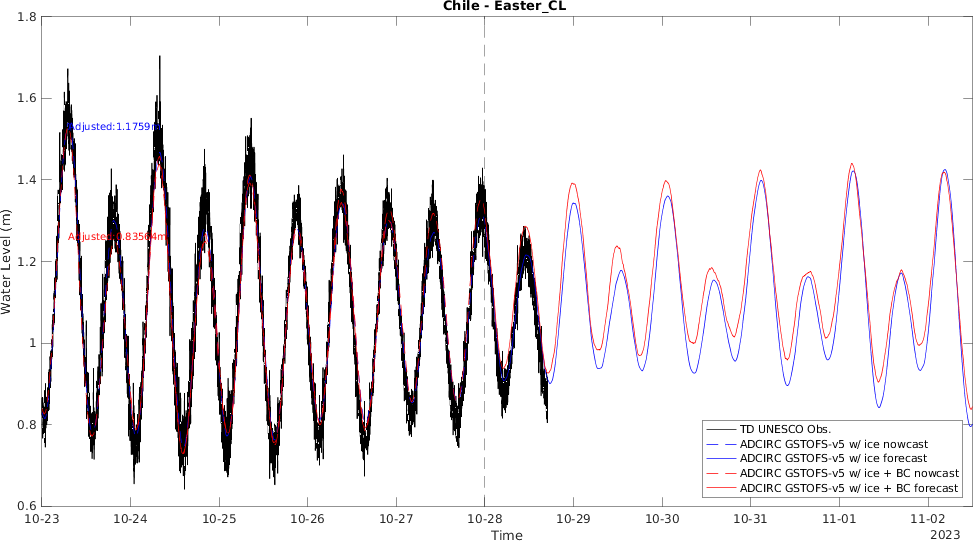 Chile - Easter_CL
1.8
1.6
1.4
1.2
1
0.8
0.6
Water Level (m)
Adjusted:1.1759m
Adjusted:0.83564m
TD UNESCO Obs.
ADCIRC GSTOFS-v5 w/ ice nowcast
ADCIRC GSTOFS-v5 w/ ice forecast
ADCIRC GSTOFS-v5 w/ ice + BC nowcast
ADCIRC GSTOFS-v5 w/ ice + BC forecast
10-23 10-24 10-25 10-26 10-27 10-28 10-29 10-30 10-31 11-01 11-02
Time
2023